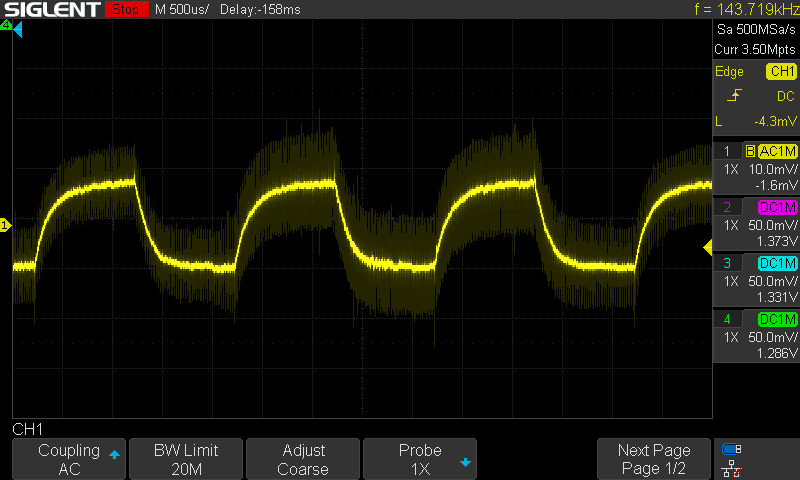 SIGLENT Stop M 500us/ Delay:-158ms f = 143.719kHz
Sa 500MSa/s
Curr 3.50Mpts
Edge CH1
DC
L -4.3mV
1 B AC1M
1X 10.0mV/
-1.6mV
2 DC1M
1X 50.0mV/
1.373V
3 DC1M
1X 50.0mV/
1.331V
4 DC1M
1X 50.0mV/
1.286V
4
1
CH1
Coupling
AC
BW Limit
20M
Adjust
Coarse
Probe
1X
Next Page
Page 1/2